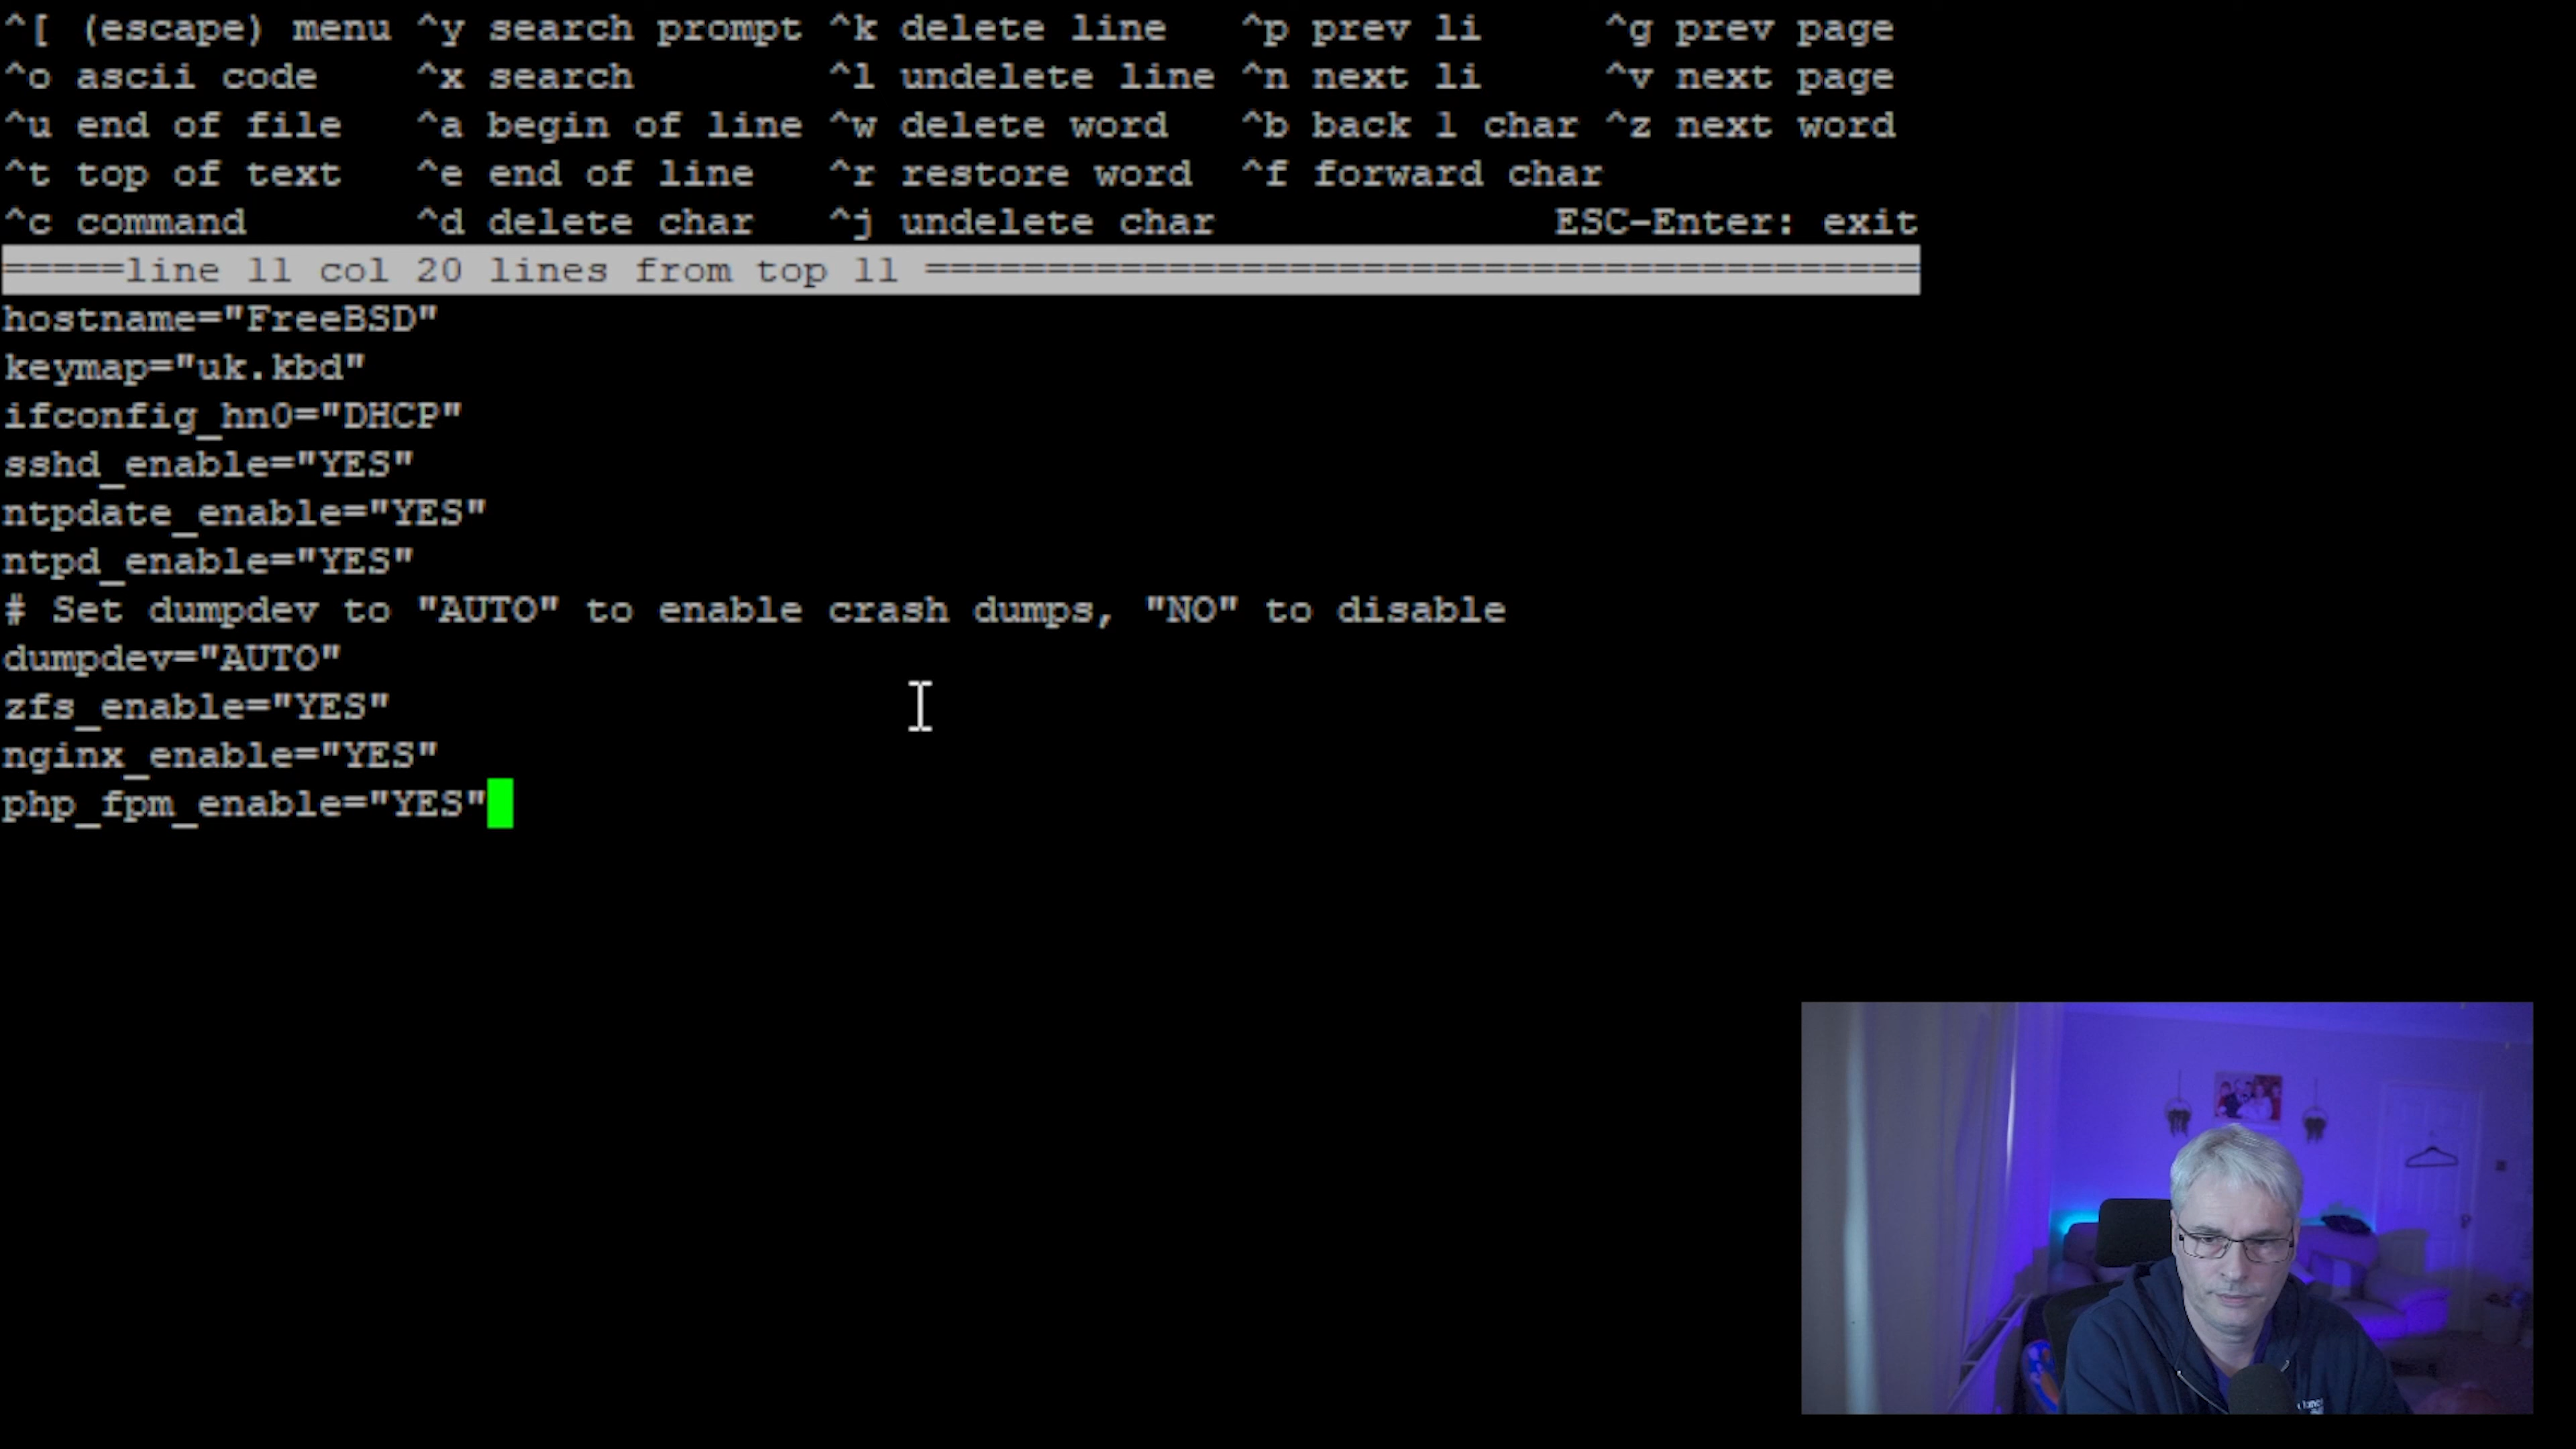 ^[ (escape) menu ^y search prompt ^k delete line ^p prev li ^g prev page
^o ascii code ^x search ^l undelete line ^n next li ^v next page
^u end of file ^a begin of line ^w delete word ^b back 1 char ^z next word
^t top of text ^e end of line ^r restore word ^f forward char
^c command ^d delete char ^j undelete char ESC-Enter: exit
=====line 11 col 20 lines from top 11 =========================================
hostname="FreeBSD"
keymap="uk.kbd"
ifconfig_hn0="DHCP"
sshd_enable="YES"
ntpdate_enable="YES"
ntpd_enable="YES"
# Set dumpdev to "AUTO" to enable crash dumps, "NO" to disable
dumpdev="AUTO"
zfs_enable="YES"
nginx_enable="YES"
php_fpm_enable="YES"